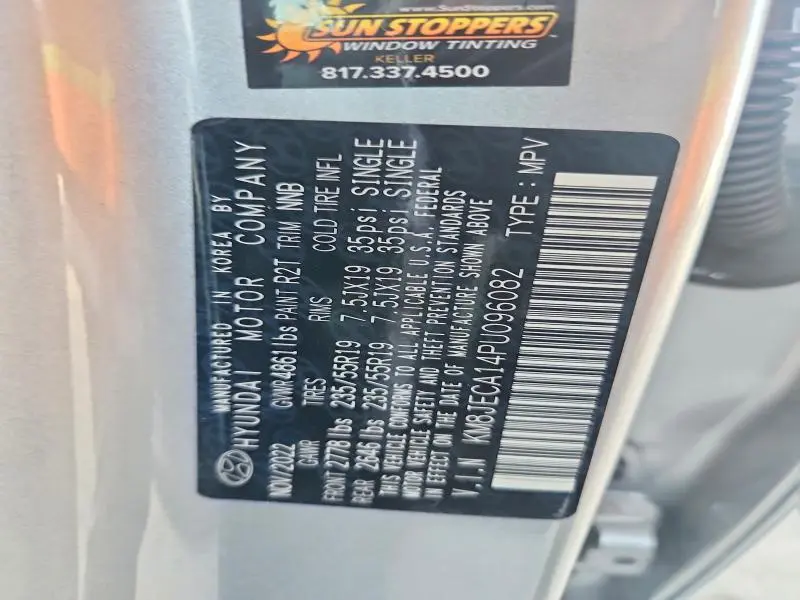 SunStoppers.com
SUN STOPPERS
WINDOW TINTING
KELLER
817.337.4500
MANUFACTURED IN KOREA BY
HYUNDAI MOTOR COMPANY
NOV/2022 GVWR4861lbs PAINT R2T TRIM NNB
GAWR TIRES RIMS COLD TIRE INFL
FRONT 2778 lbs 235/55R19 7.5JX19 35psi SINGLE
REAR 2646 lbs 235/55R19 7.5JX19 35psi SINGLE
THIS VEHICLE CONFORMS TO ALL APPLICABLE U.S.A. FEDERAL
MOTOR VEHICLE SAFETY AND THEFT PREVENTION STANDARDS
IN EFFECT ON THE DATE OF MANUFACTURE SHOWN ABOVE
V.I.N KM8JECA14PU096082 TYPE : MPV